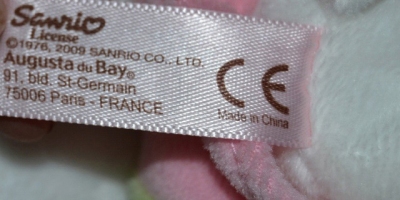 Sanrio
License
©1976, 2009 SANRIO CO., LTD.
Augusta du Bay®
91, bld. St-Germain
75006 Paris - FRANCE
CE
Made in China